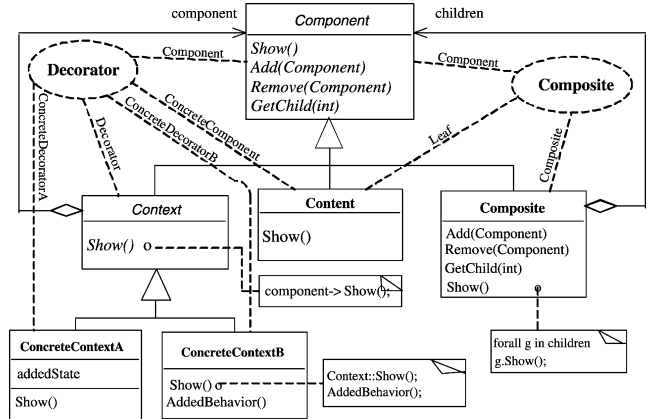 component
Component
children
Show()
Add(Component)
Remove(Component)
GetChild(int)
Component
Component
Decorator
Composite
ConcreteDecoratorA
Decorator
ConcreteDecoratorB
ConcreteComponent
Leaf
Composite
Context
Show() o
Content
Show()
Composite
Add(Component)
Remove(Component)
GetChild(int)
Show()
component-> Show();
forall g in children
g.Show();
ConcreteContextA
addedState
Show()
ConcreteContextB
Show() o
AddedBehavior()
Context::Show();
AddedBehavior();